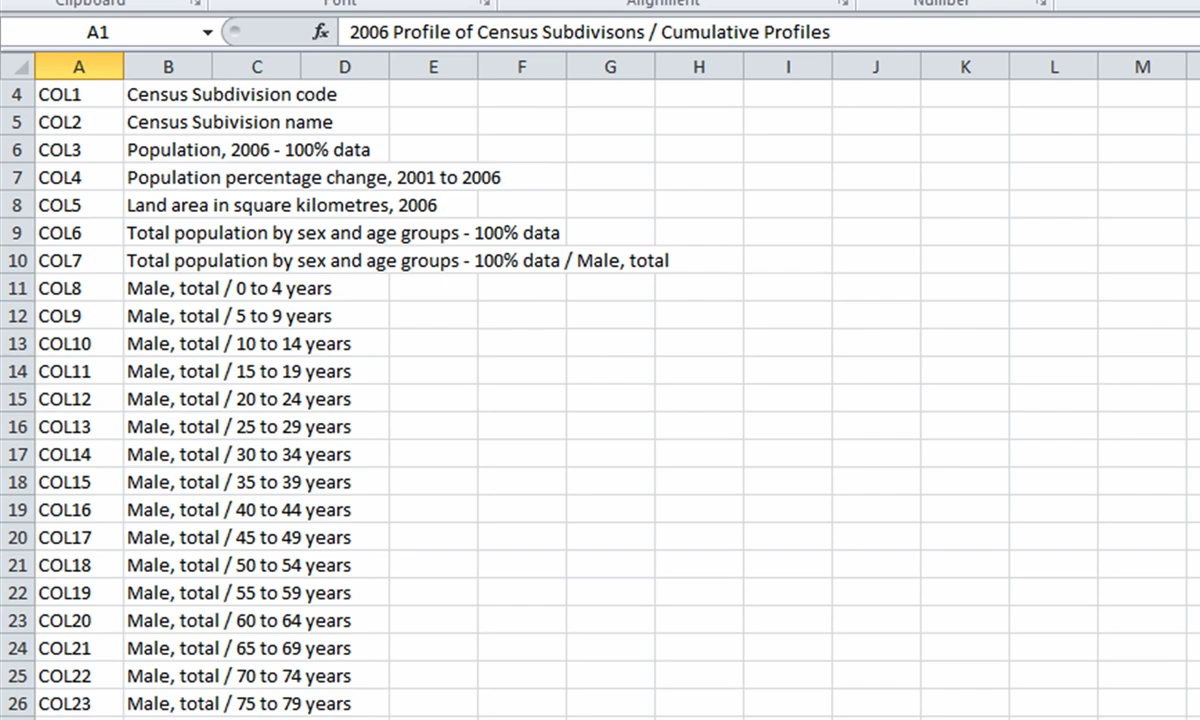 Clipboard Font Alignment Number
A1 fx 2006 Profile of Census Subdivisons / Cumulative Profiles
A B C D E F G H I J K L M
4 COL1 Census Subdivision code
5 COL2 Census Subivision name
6 COL3 Population, 2006 - 100% data
7 COL4 Population percentage change, 2001 to 2006
8 COL5 Land area in square kilometres, 2006
9 COL6 Total population by sex and age groups - 100% data
10 COL7 Total population by sex and age groups - 100% data / Male, total
11 COL8 Male, total / 0 to 4 years
12 COL9 Male, total / 5 to 9 years
13 COL10 Male, total / 10 to 14 years
14 COL11 Male, total / 15 to 19 years
15 COL12 Male, total / 20 to 24 years
16 COL13 Male, total / 25 to 29 years
17 COL14 Male, total / 30 to 34 years
18 COL15 Male, total / 35 to 39 years
19 COL16 Male, total / 40 to 44 years
20 COL17 Male, total / 45 to 49 years
21 COL18 Male, total / 50 to 54 years
22 COL19 Male, total / 55 to 59 years
23 COL20 Male, total / 60 to 64 years
24 COL21 Male, total / 65 to 69 years
25 COL22 Male, total / 70 to 74 years
26 COL23 Male, total / 75 to 79 years